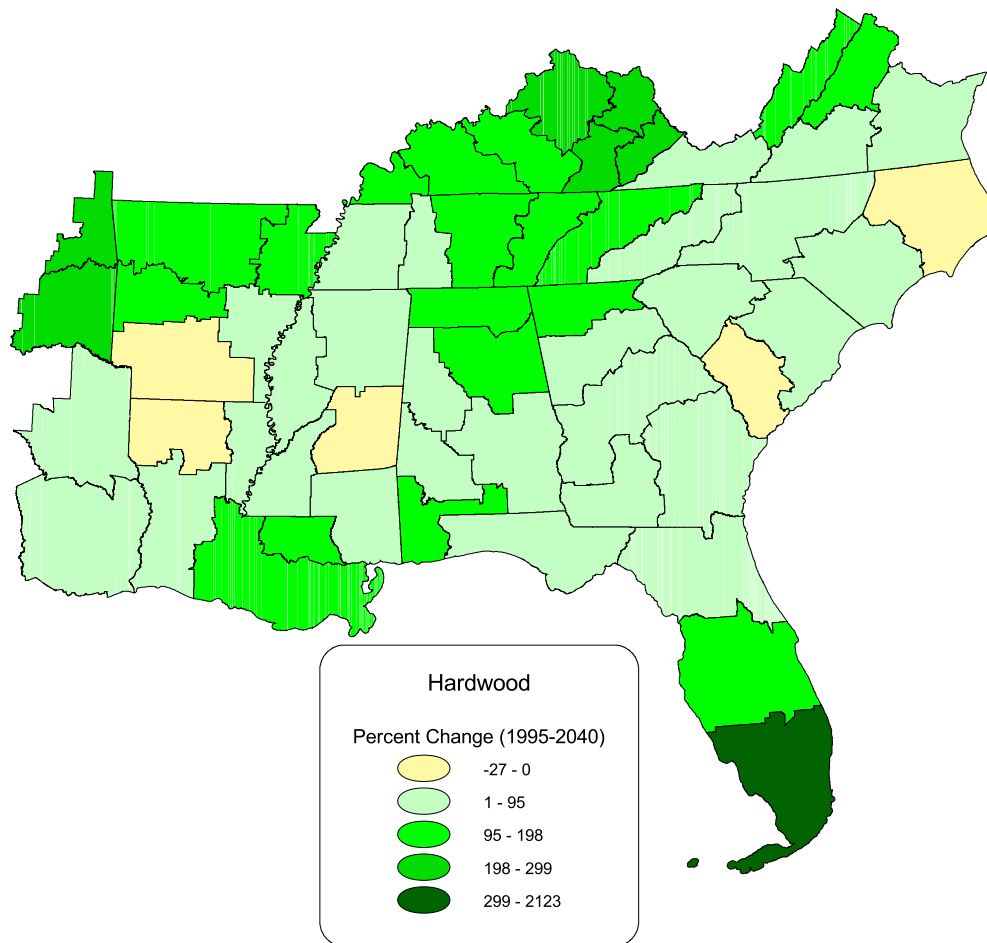 Hardwood
Percent Change (1995-2040)
-27 - 0
1 - 95
95 - 198
198 - 299
299 - 2123